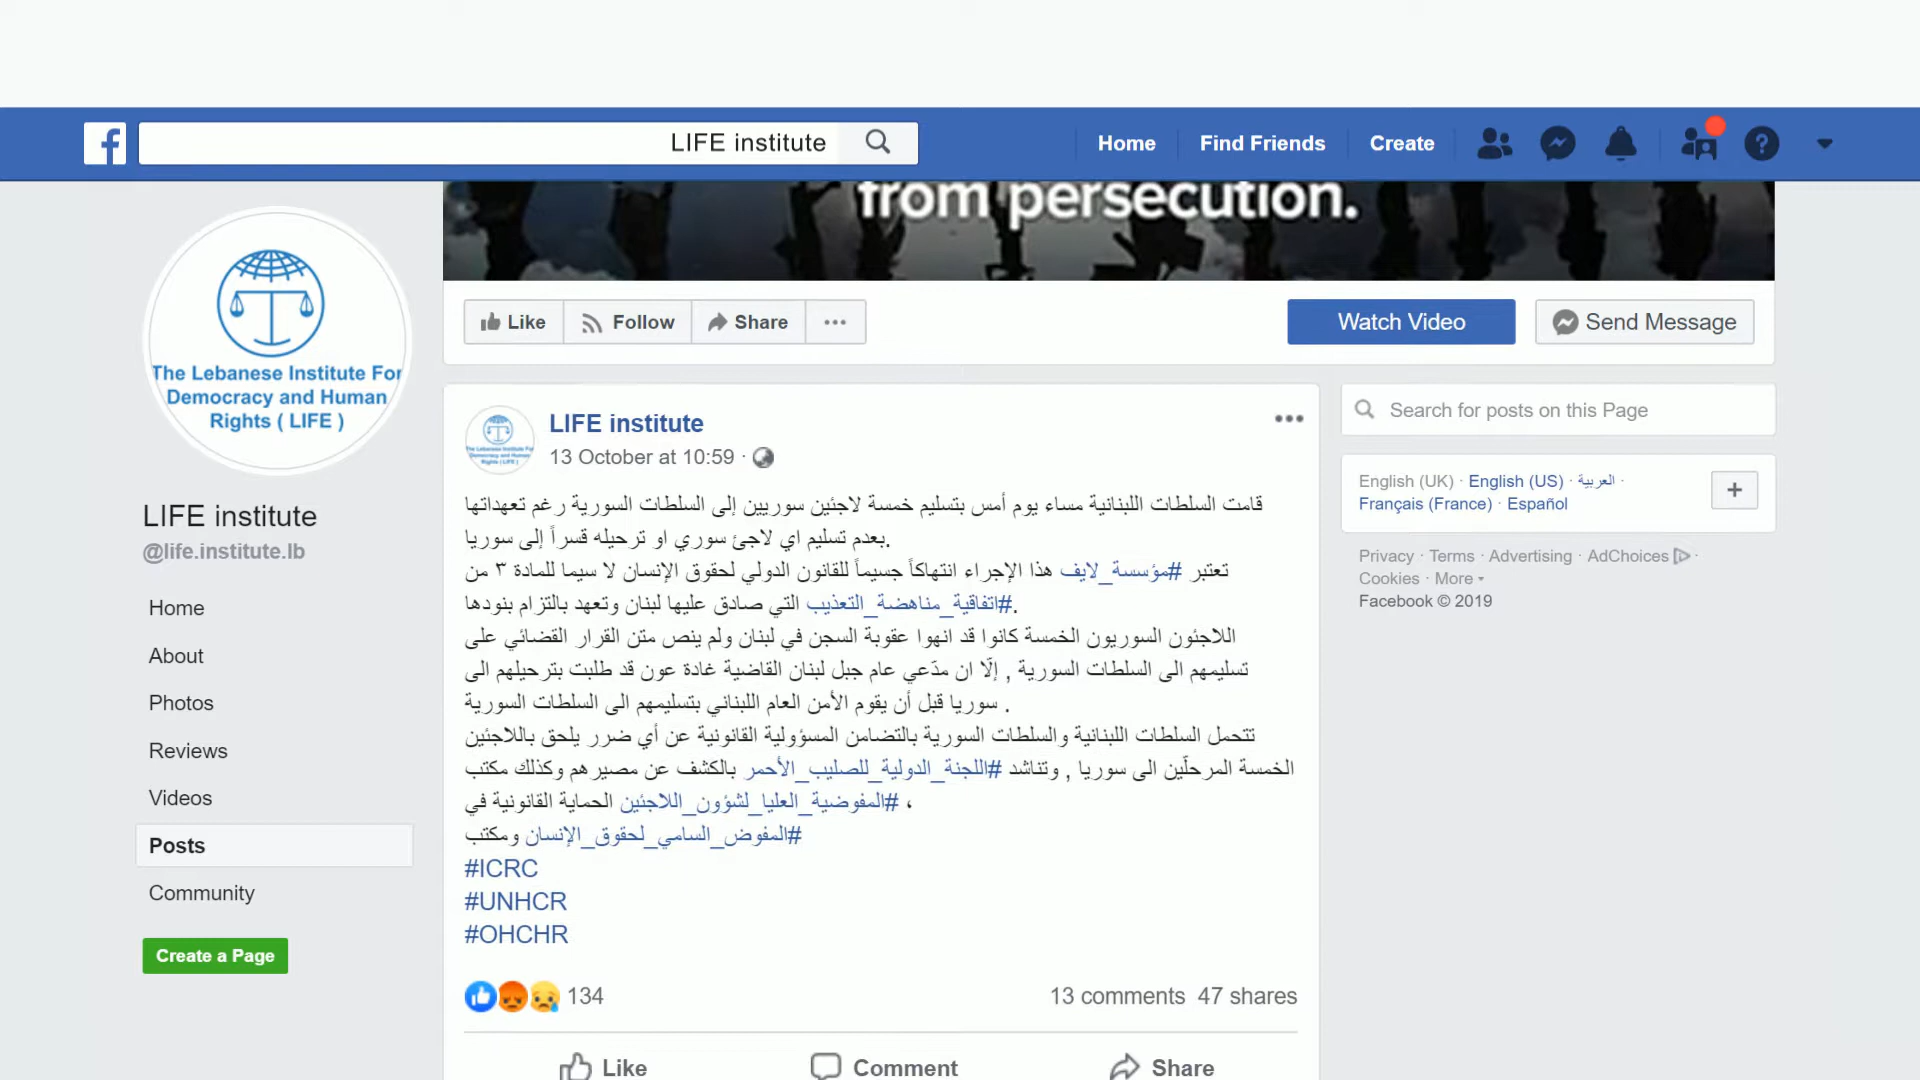 LIFE institute
Home
Find Friends
Create
from persecution.
The Lebanese Institute For
Democracy and Human
Rights ( LIFE )
LIFE institute
@life.institute.lb
Home
About
Photos
Reviews
Videos
Posts
Community
Create a Page
Like
Follow
Share
Watch Video
Send Message
LIFE institute
13 October at 10:59 ·
قامت السلطات اللبنانية مساء يوم أمس بتسليم خمسة لاجئين سوريين إلى السلطات السورية رغم تعهداتها
بعدم تسليم اي لاجئ سوري او ترحيله قسراً إلى سوريا.
تعتبر #مؤسسة_لايف هذا الإجراء انتهاكاً جسيماً للقانون الدولي لحقوق الإنسان لا سيما للمادة ٣ من
#اتفاقية_مناهضة_التعذيب التي صادق عليها لبنان وتعهد بالتزام بنودها.
اللاجئون السوريون الخمسة كانوا قد انهوا عقوبة السجن في لبنان ولم ينص متن القرار القضائي على
تسليمهم الى السلطات السورية , إلّا ان مدّعي عام جبل لبنان القاضية غادة عون قد طلبت بترحيلهم الى
سوريا قبل أن يقوم الأمن العام اللبناني بتسليمهم الى السلطات السورية .
تتحمل السلطات اللبنانية والسلطات السورية بالتضامن المسؤولية القانونية عن أي ضرر يلحق باللاجئين
الخمسة المرحلّين الى سوريا , وتناشد #اللجنة_الدولية_للصليب_الأحمر بالكشف عن مصيرهم وكذلك مكتب
الحماية القانونية في #المفوضية_العليا_لشؤون_اللاجئين ،
ومكتب #المفوض_السامي_لحقوق_الإنسان
#ICRC
#UNHCR
#OHCHR
134
13 comments 47 shares
Like
Comment
Share
Search for posts on this Page
English (UK) · English (US) · العربية ·
Français (France) · Español
Privacy · Terms · Advertising · AdChoices ·
Cookies · More
Facebook © 2019